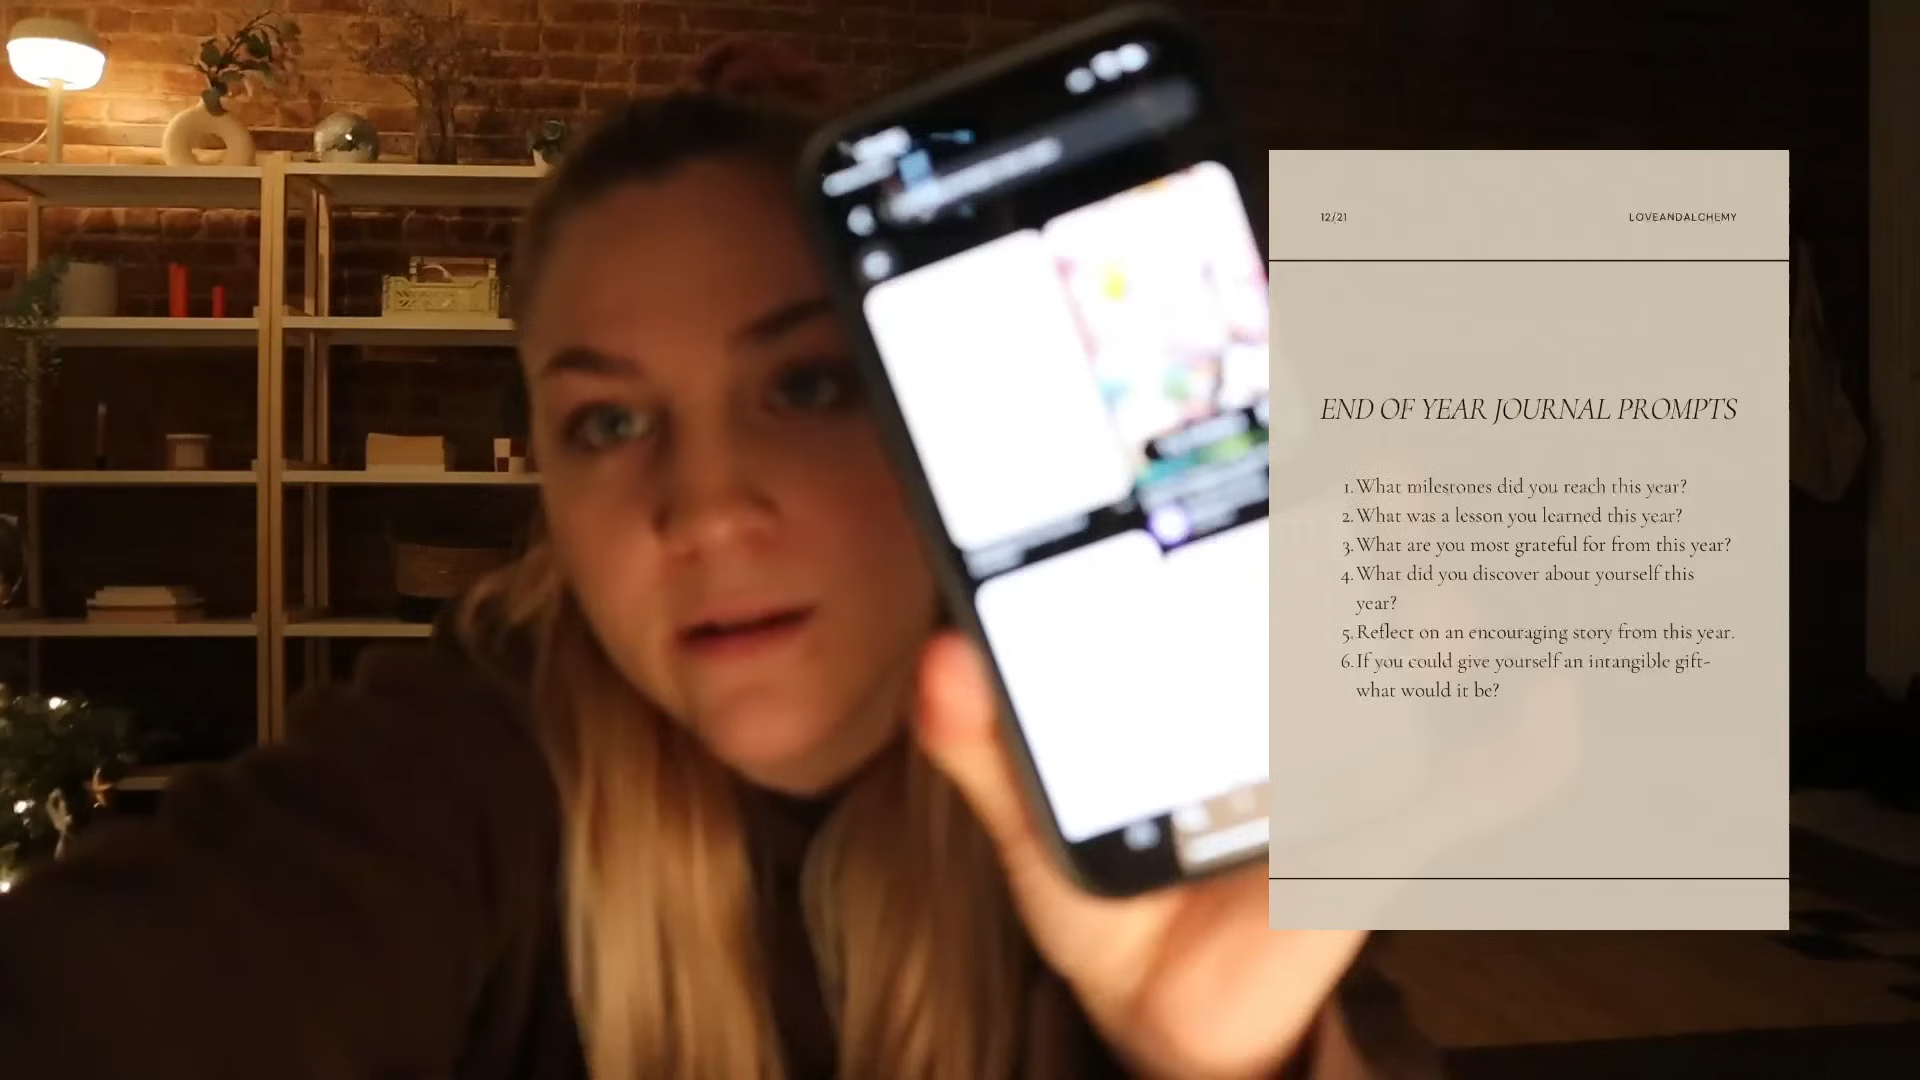 12/21
LOVEANDALCHEMY
END OF YEAR JOURNAL PROMPTS
1. What milestones did you reach this year?
2. What was a lesson you learned this year?
3. What are you most grateful for from this year?
4. What did you discover about yourself this
year?
5. Reflect on an encouraging story from this year.
6. If you could give yourself an intangible gift-
what would it be?